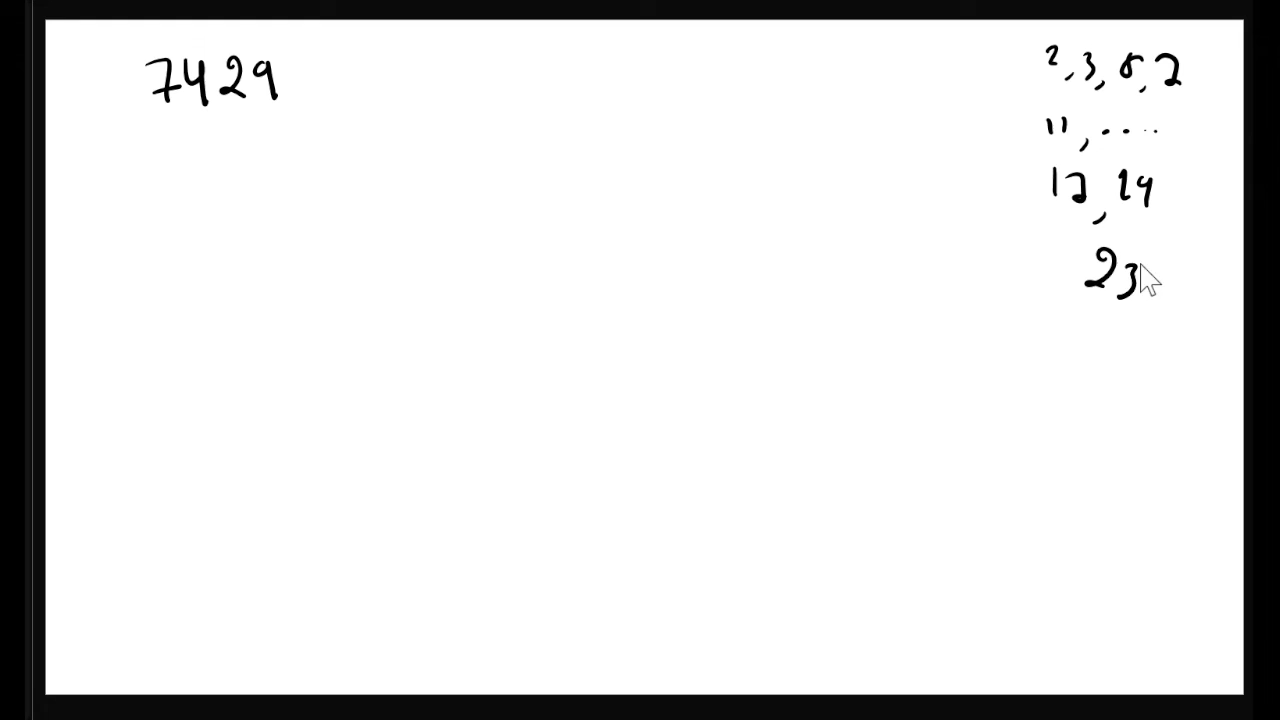 7429
2, 3, 5, 7
11, ....
17, 19
23